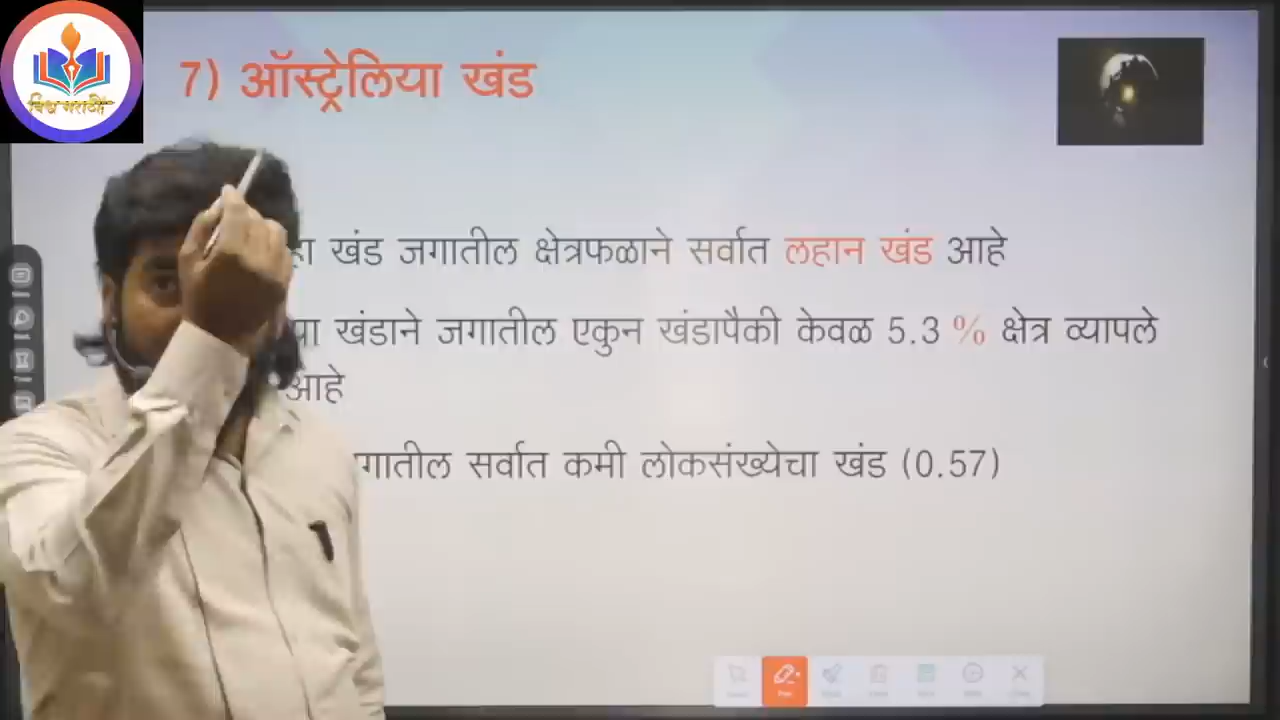 विश्व मराठी
7) ऑस्ट्रेलिया खंड
हा खंड जगातील क्षेत्रफळाने सर्वात लहान खंड आहे
या खंडाने जगातील एकुन खंडापैकी केवळ 5.3 % क्षेत्र व्यापले
आहे
गातील सर्वात कमी लोकसंख्येचा खंड (0.57)